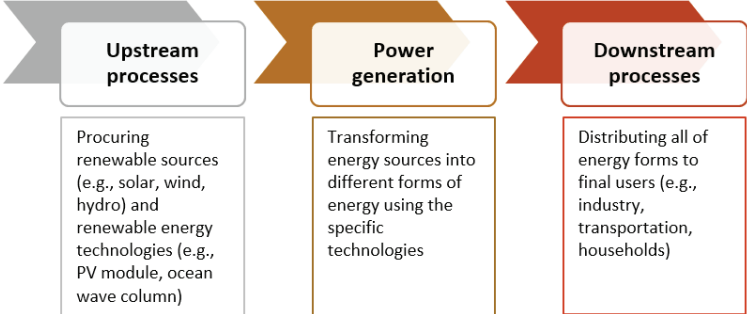 Upstream
processes
Procuring
renewable sources
(e.g., solar, wind,
hydro) and
renewable energy
technologies (e.g.,
PV module, ocean
wave column)
Power
generation
Transforming
energy sources into
different forms of
energy using the
specific
technologies
Downstream
processes
Distributing all of
energy forms to
final users (e.g.,
industry,
transportation,
households)